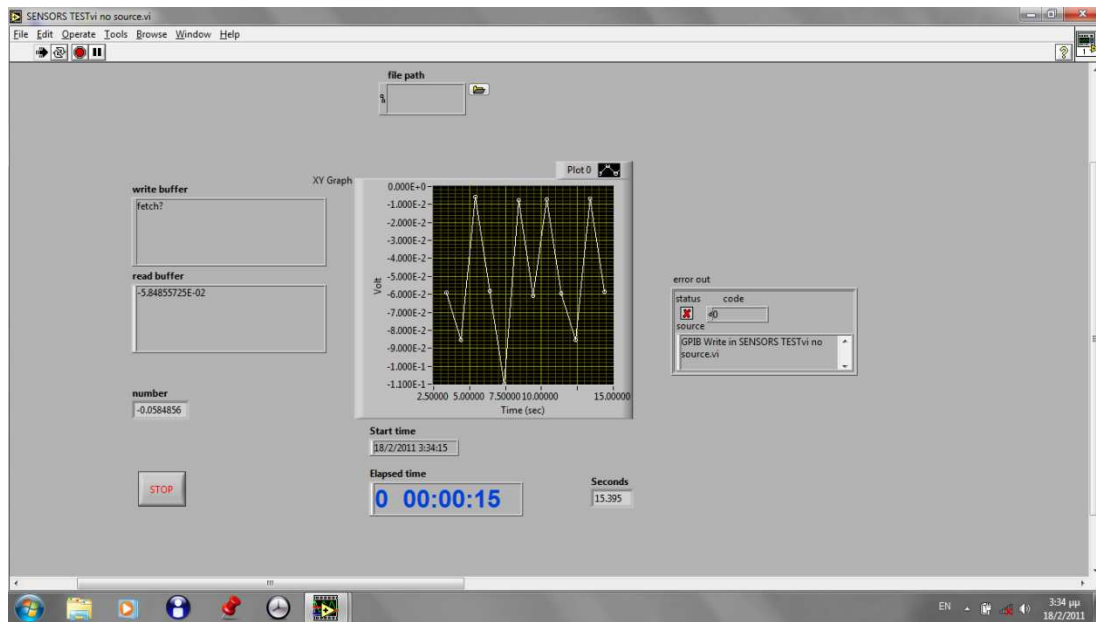 SENSORS TESTvi no source.vi
File Edit Operate Tools Browse Window Help
1
file path
Plot 0
XY Graph
write buffer
fetch?
read buffer
-5.84855725E-02
number
-0.0584856
STOP
0.000E+0
-1.000E-2
-2.000E-2
-3.000E-2
-4.000E-2
-5.000E-2
-6.000E-2
-7.000E-2
-8.000E-2
-9.000E-2
-1.000E-1
-1.100E-1
Volt
2.50000 5.00000 7.50000 10.00000 15.00000
Time (sec)
Start time
18/2/2011 3:34:15
Elapsed time
0 00:00:15
Seconds
15.395
error out
status code
0
source
GPIB Write in SENSORS TESTvi no
source.vi
EN
3:34 μμ
18/2/2011